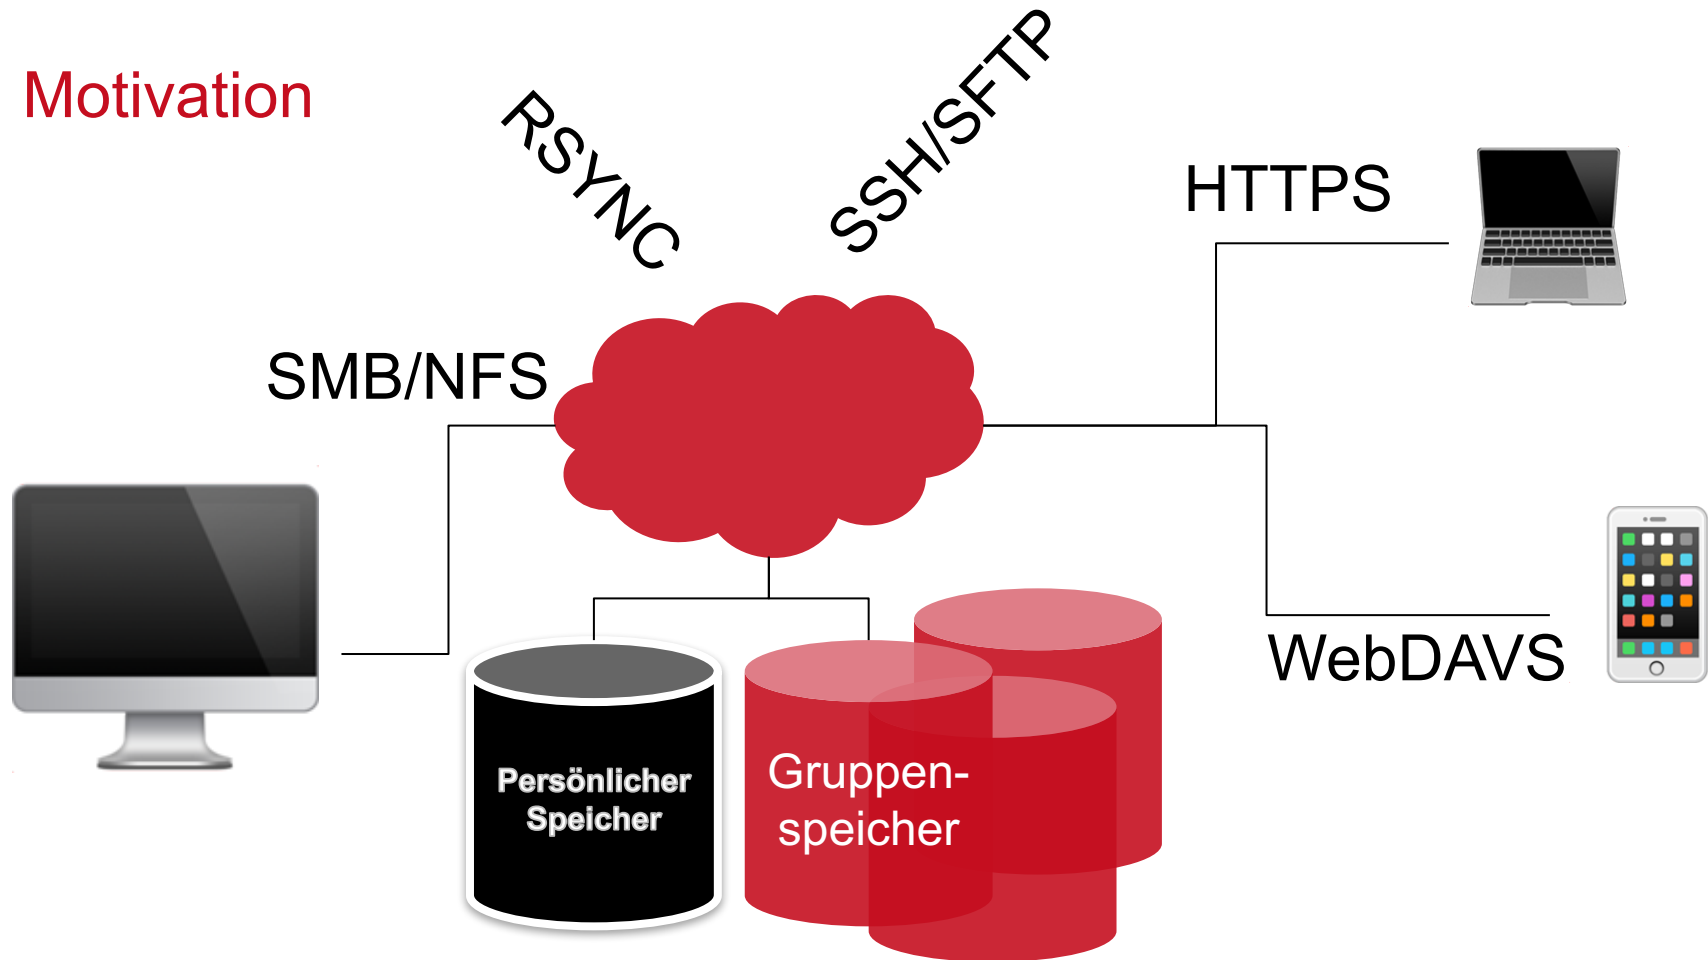 Motivation
RSYNC
SSH/SFTP
HTTPS
SMB/NFS
WebDAVS
Persönlicher
Speicher
Gruppen-
speicher